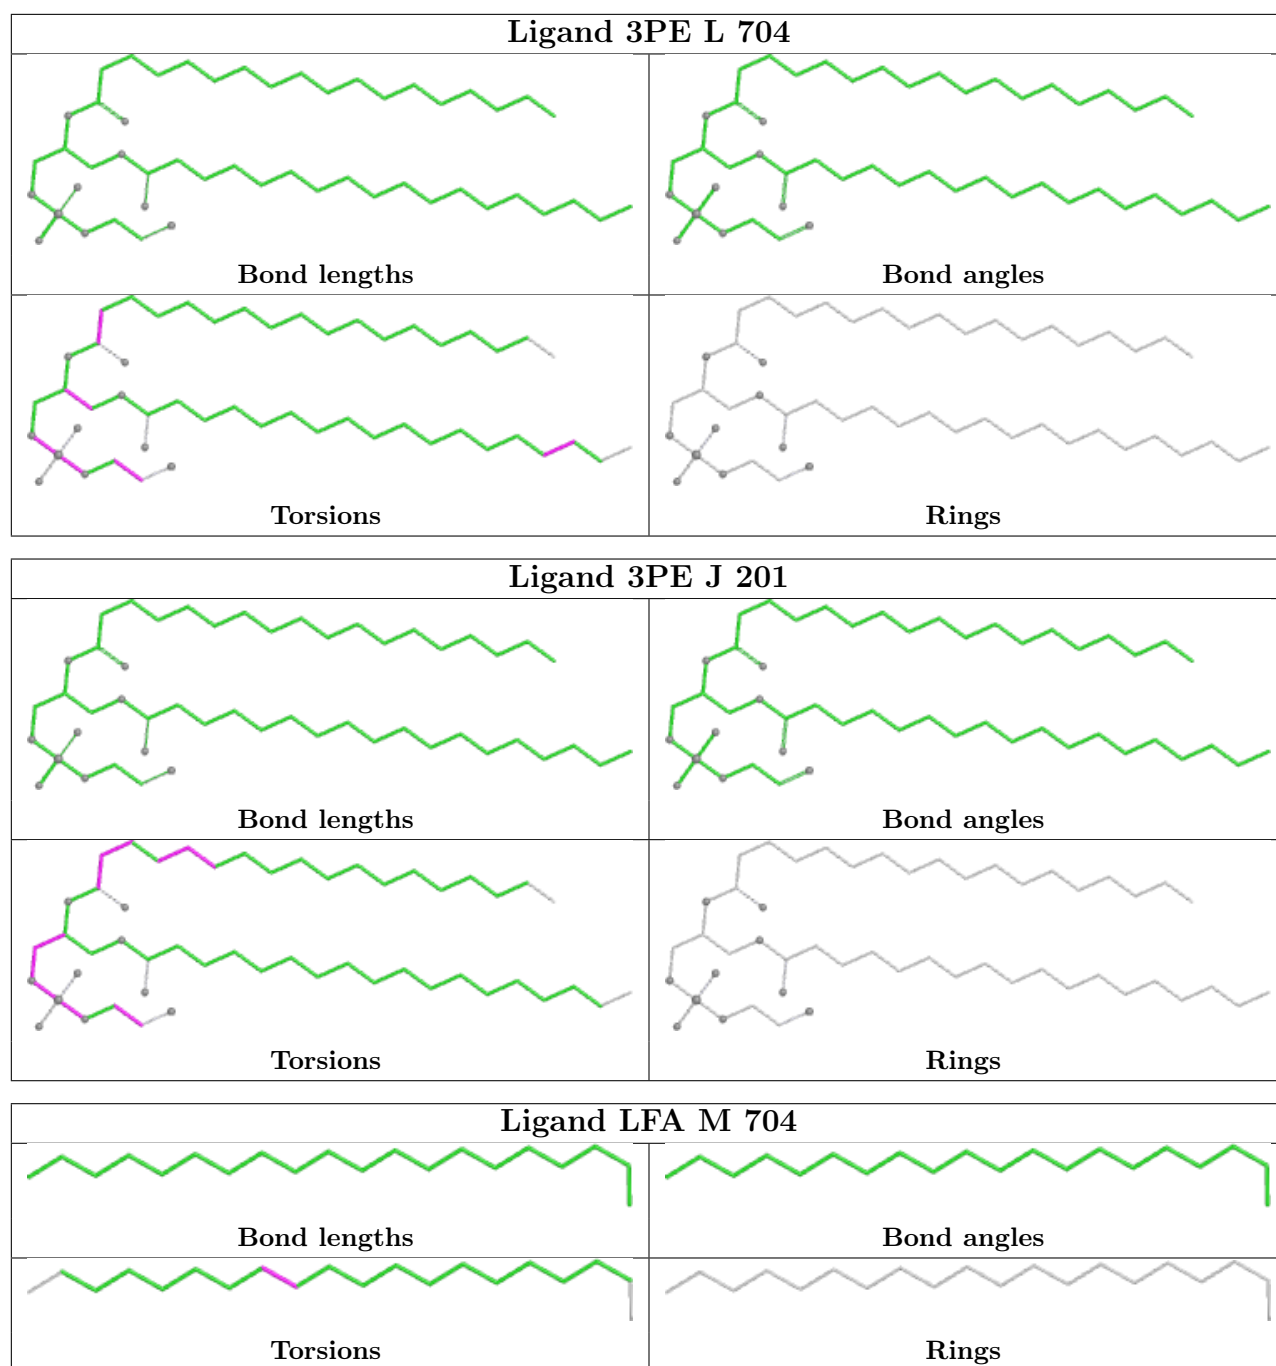 Ligand 3PE L 704
Bond lengths
Bond angles
Torsions
Rings
Ligand 3PE J 201
Bond lengths
Bond angles
Torsions
Rings
Ligand LFA M 704
Bond lengths
Bond angles
Torsions
Rings